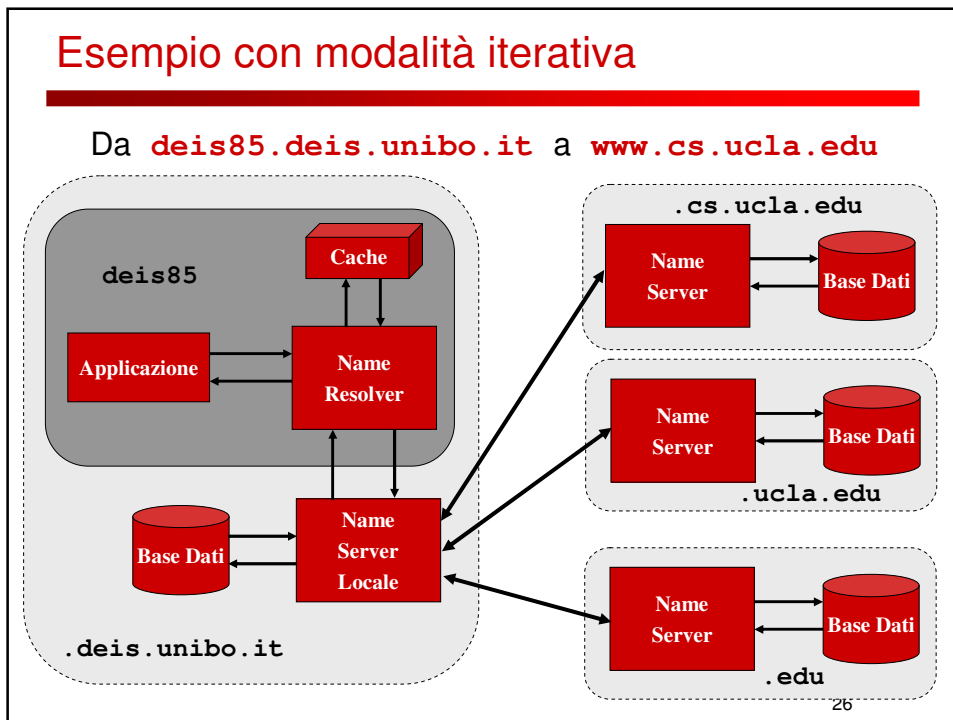 Esempio con modalità iterativa
Da deis85.deis.unibo.it a www.cs.ucla.edu
deis85
Cache
Applicazione
Name
Resolver
Base Dati
Name
Server
Locale
.deis.unibo.it
.cs.ucla.edu
Name
Server
Base Dati
Name
Server
Base Dati
.ucla.edu
Name
Server
Base Dati
.edu
26